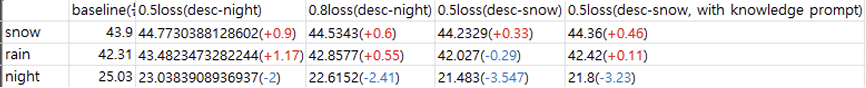 baseline( 0.5loss(desc-night) 0.8loss(desc-night) 0.5loss(desc-snow) 0.5loss(desc-snow, with knowledge prompt)
snow 43.9 44.7730388128602(+0.9) 44.5343(+0.6) 44.2329(+0.33) 44.36(+0.46)
rain 42.31 43.4823473282244(+1.17) 42.8577(+0.55) 42.027(-0.29) 42.42(+0.11)
night 25.03 23.0383908936937(-2) 22.6152(-2.41) 21.483(-3.547) 21.8(-3.23)